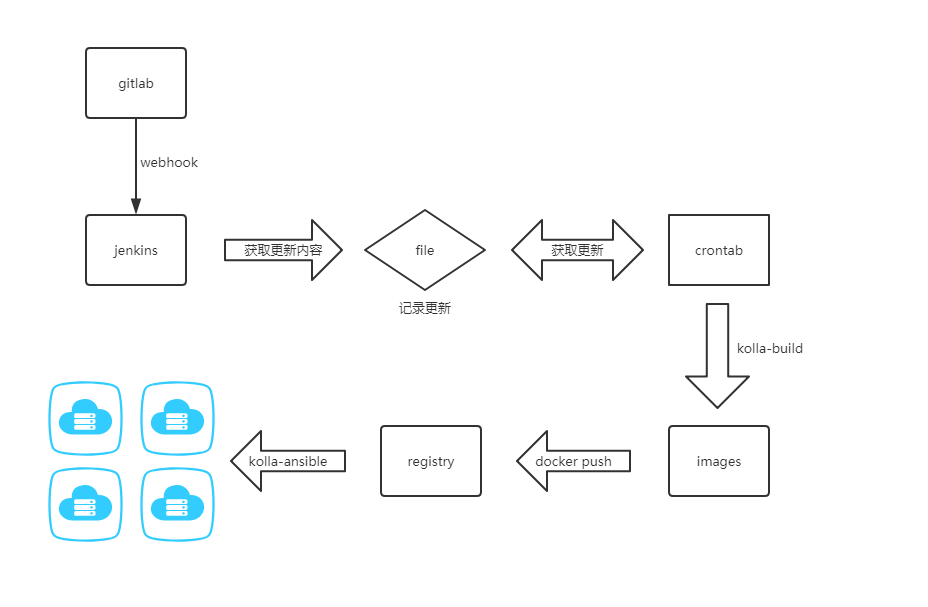 gitlab
webhook
jenkins
获取更新内容
file
获取更新
crontab
记录更新
kolla-build
kolla-ansible
registry
docker push
images